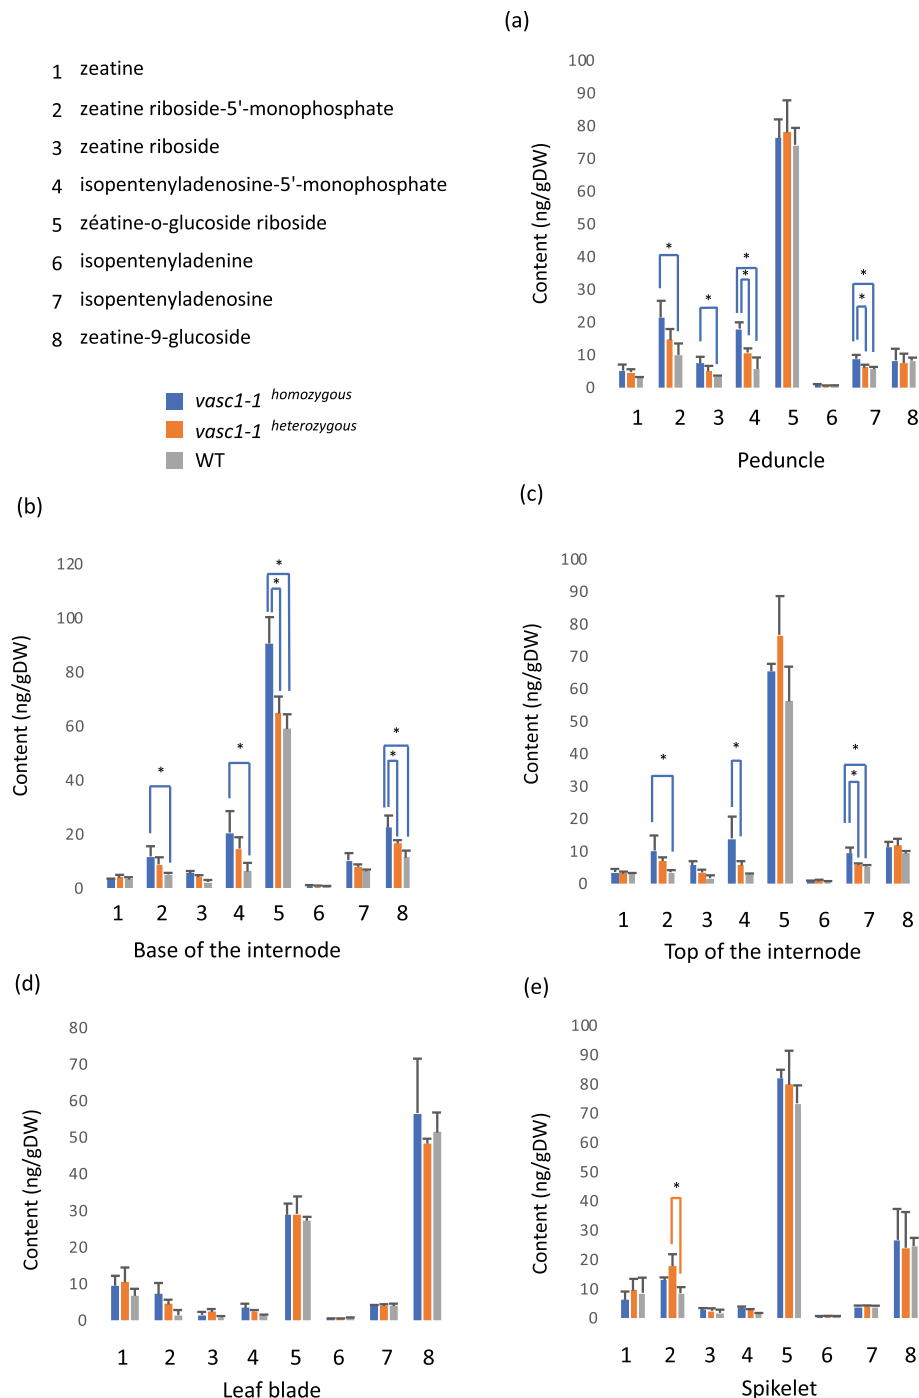 (a)
1 zeatine
2 zeatine riboside-5'-monophosphate
3 zeatine riboside
4 isopentenyladenosine-5'-monophosphate
5 zéatine-o-glucoside riboside
6 isopentenyladenine
7 isopentenyladenosine
8 zeatine-9-glucoside
vasc1-1 homozygous
vasc1-1 heterozygous
WT
Content (ng/gDW)
100
90
80
70
60
50
40
30
20
10
0
* * * * * * *
1 2 3 4 5 6 7 8
Peduncle
(b)
Content (ng/gDW)
120
100
80
60
40
20
0
* * * * * *
1 2 3 4 5 6 7 8
Base of the internode
(c)
Content (ng/gDW)
100
90
80
70
60
50
40
30
20
10
0
* * * *
1 2 3 4 5 6 7 8
Top of the internode
(d)
Content (ng/gDW)
80
70
60
50
40
30
20
10
0
1 2 3 4 5 6 7 8
Leaf blade
(e)
Content (ng/gDW)
100
90
80
70
60
50
40
30
20
10
0
*
1 2 3 4 5 6 7 8
Spikelet